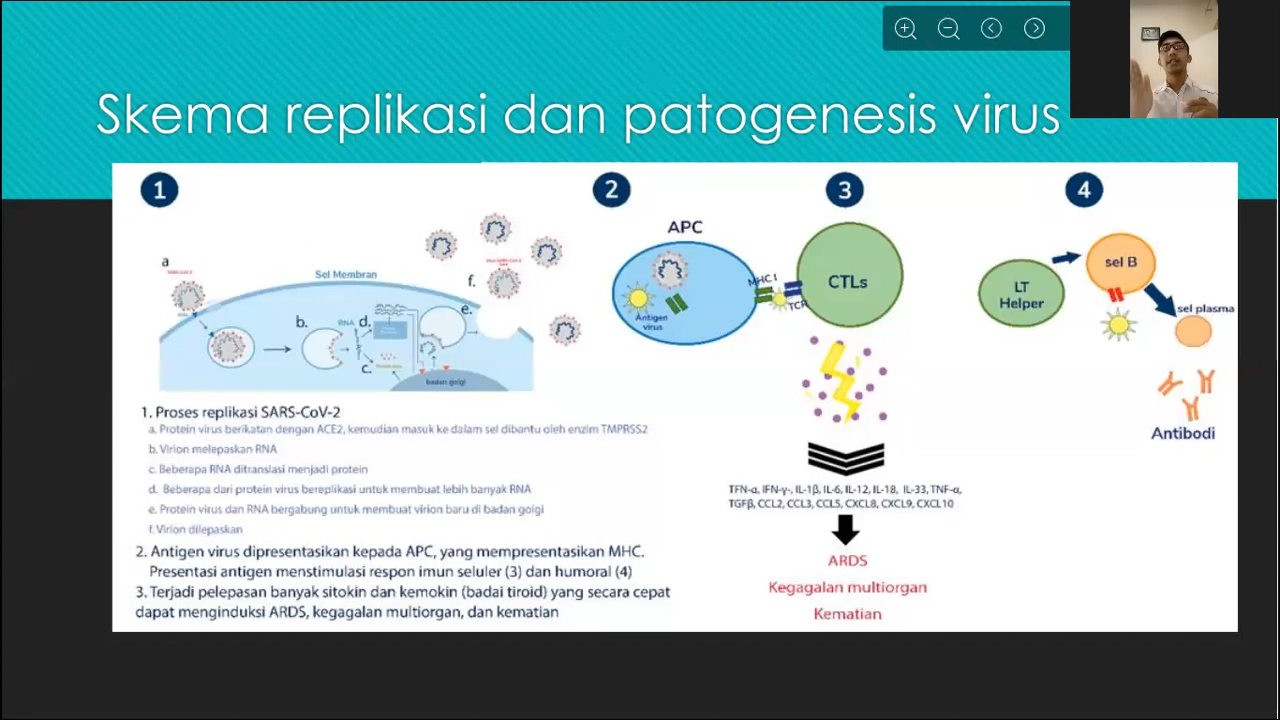 Skema replikasi dan patogenesis virus
1
2
3
4
a
Sel Membran
f.
b.
RNA
d.
e.
c.
badan golgi
APC
Antigen
virus
MHC I
TCR
CTLs
LT
Helper
sel B
sel plasma
Antibodi
1. Proses replikasi SARS-CoV-2
a. Protein virus berikatan dengan ACE2, kemudian masuk ke dalam sel dibantu oleh enzim TMPRSS2
b. Virion melepaskan RNA
c. Beberapa RNA ditranslasi menjadi protein
d. Beberapa dari protein virus bereplikasi untuk membuat lebih banyak RNA
e. Protein virus dan RNA bergabung untuk membuat virion baru di badan golgi
f. Virion dilepaskan
2. Antigen virus dipresentasikan kepada APC, yang mempresentasikan MHC.
Presentasi antigen menstimulasi respon imun seluler (3) dan humoral (4)
3. Terjadi pelepasan banyak sitokin dan kemokin (badai tiroid) yang secara cepat
dapat menginduksi ARDS, kegagalan multiorgan, dan kematian
TFN-α, IFN-γ-, IL-1β, IL-6, IL-12, IL-18, IL-33, TNF-α,
TGFβ, CCL2, CCL3, CCL5, CXCL8, CXCL9, CXCL10
ARDS
Kegagalan multiorgan
Kematian